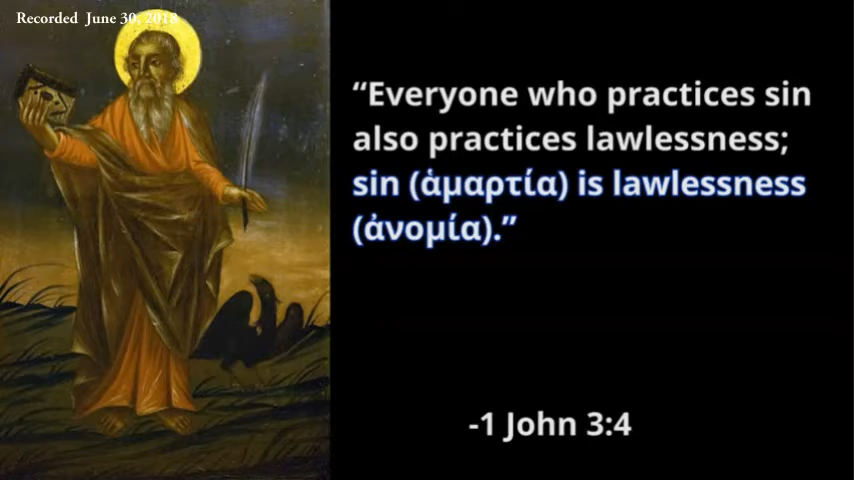 Recorded June 30, 2018
“Everyone who practices sin
also practices lawlessness;
sin (ἁμαρτία) is lawlessness
(ἀνομία).”
-1 John 3:4